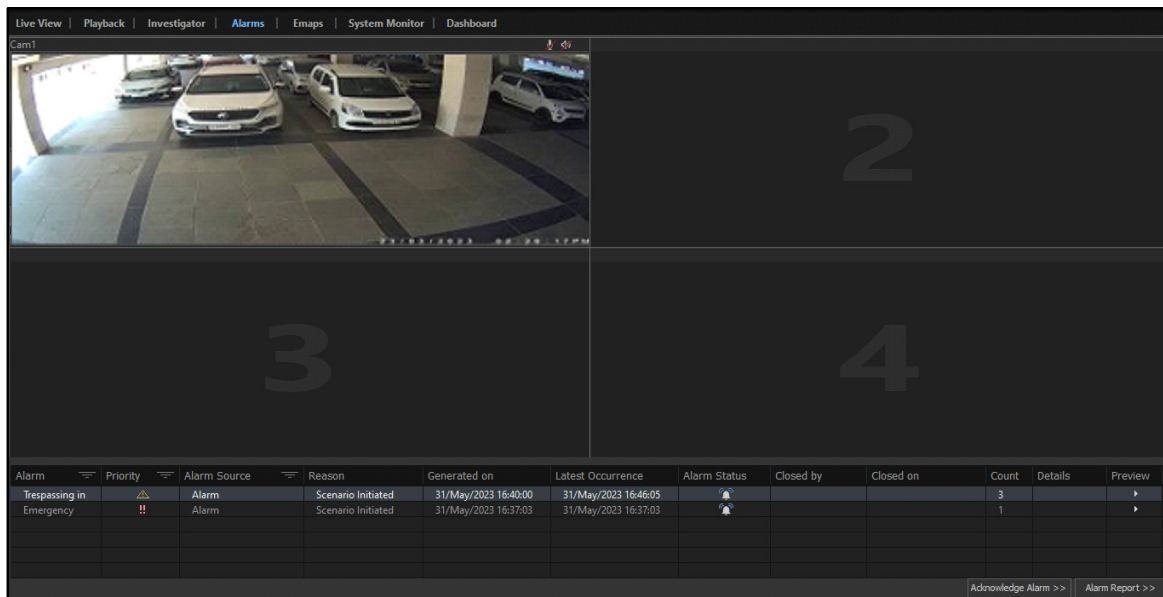 Live View | Playback | Investigator | Alarms | Emaps | System Monitor | Dashboard
Cam1
2
3
4
Alarm Priority Alarm Source Reason Generated on Latest Occurrence Alarm Status Closed by Closed on Count Details Preview
Trespassing in Alarm Scenario Initiated 31/May/2023 16:40:00 31/May/2023 16:46:05 3
Emergency !! Alarm Scenario Initiated 31/May/2023 16:37:03 31/May/2023 16:37:03 1
Acknowledge Alarm >> Alarm Report >>